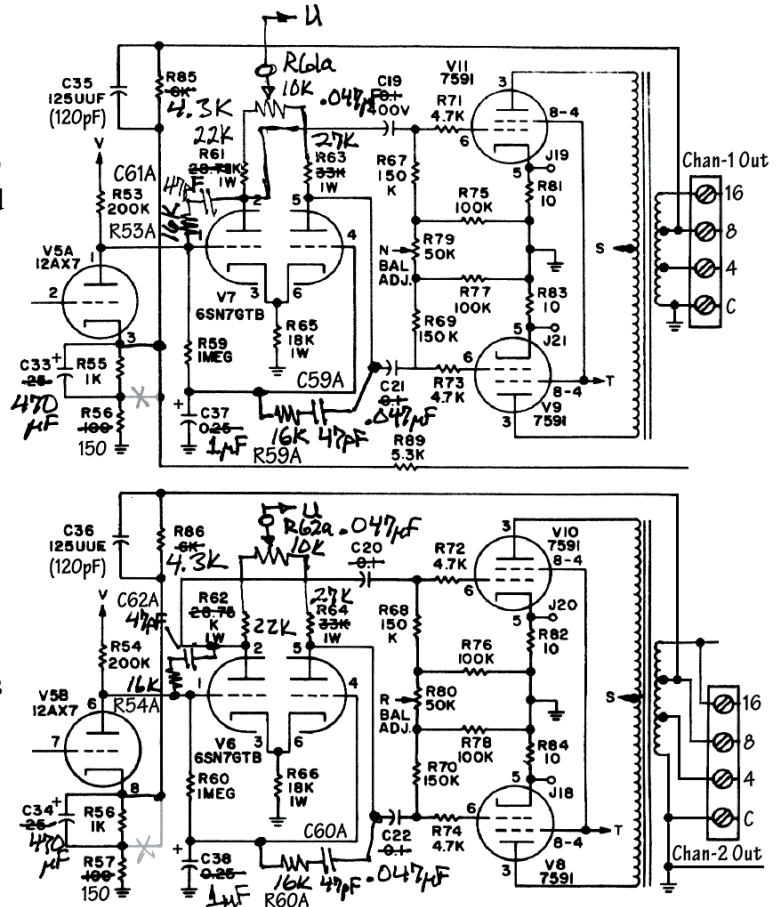 U
R61a
10K
C35
125UUF
(120pF)
R85
6K
4.3K
22K
R61
28.75K
1W
27K
R63
33K
1W
.047µF
C19
0.1
400V
R71
4.7K
V11
7591
3
6
8-4
5
J19
R81
10
Chan-1 Out
16
8
4
C
V
R53
200K
C61A
47pF
R53A
16K
V5A
12AX7
1
2
3
1
2
5
4
V7
6SN7GTB
3
6
R65
18K
1W
R59
1MEG
R67
150
K
R75
100K
N
R79
50K
BAL
ADJ.
R77
100K
R69
150K
R83
10
5
J21
S
T
C33
+
25
470
µF
R55
1K
R56
100
150
+
C37
0.25
1µF
C59A
16K
47pF
R59A
C21
0.1
.047µF
R73
4.7K
6
8-4
3
V9
7591
R89
5.3K
U
R62a
10K
.047µF
C36
125UUF
(120pF)
R86
6K
4.3K
R62
28.75
K
1W
22K
27K
R64
33K
1W
C20
0.1
R72
4.7K
V10
7591
3
6
8-4
5
J20
R82
10
V
R54
200K
C62A
47pF
16K
R54A
V5B
12AX7
6
7
8
1
2
5
4
V6
6SN7GTB
3
6
R66
18K
1W
R60
1MEG
R68
150
K
R76
100K
R
R80
50K
BAL
ADJ.
R78
100K
R70
150K
R84
10
5
J18
S
T
16
8
4
C
Chan-2 Out
C34
+
25
470
µF
R56
1K
R57
100
150
+
C38
0.25
1µF
C60A
16K
47pF
R60A
C22
0.1
.047µF
R74
4.7K
6
8-4
3
V8
7591